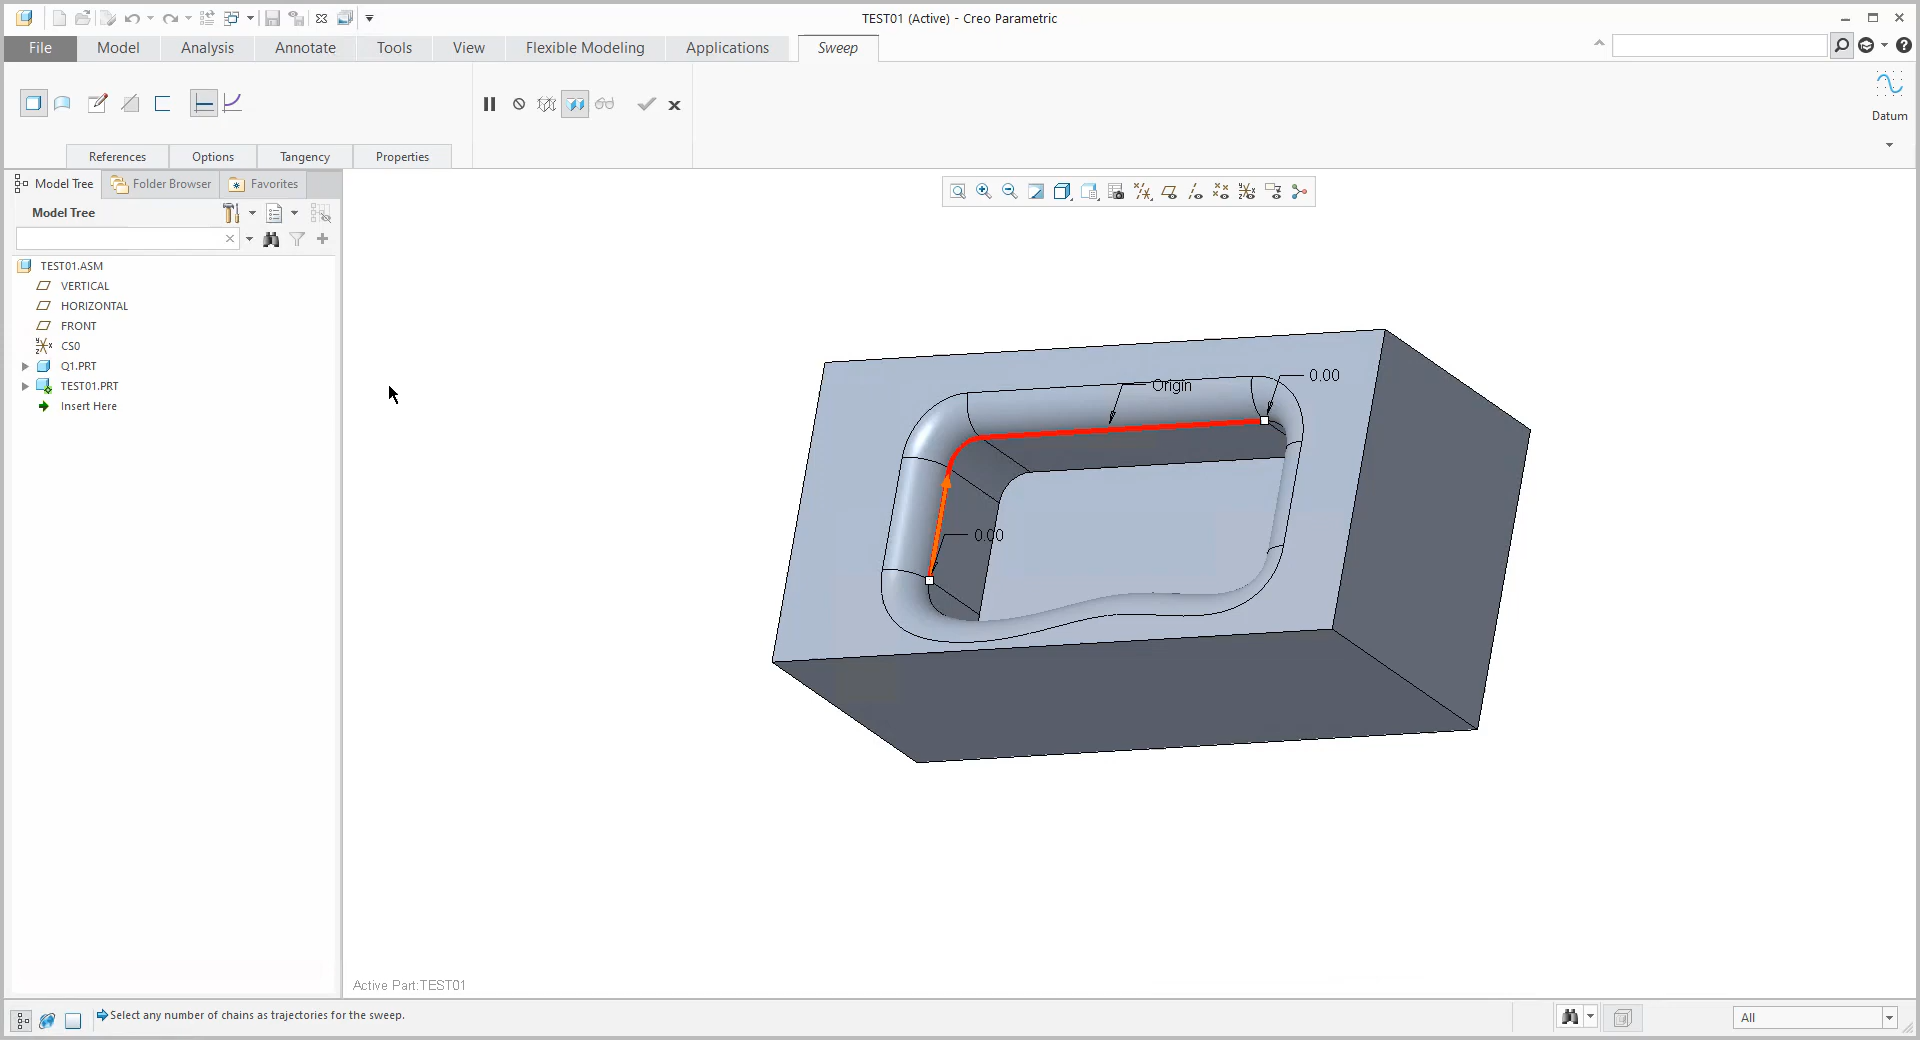 TEST01 (Active) - Creo Parametric
File Model Analysis Annotate Tools View Flexible Modeling Applications Sweep
Datum
References Options Tangency Properties
Model Tree Folder Browser Favorites
Model Tree
TEST01.ASM
VERTICAL
HORIZONTAL
FRONT
CS0
Q1.PRT
TEST01.PRT
Insert Here
Origin
0.00
0.00
Active Part:TEST01
Select any number of chains as trajectories for the sweep.
All